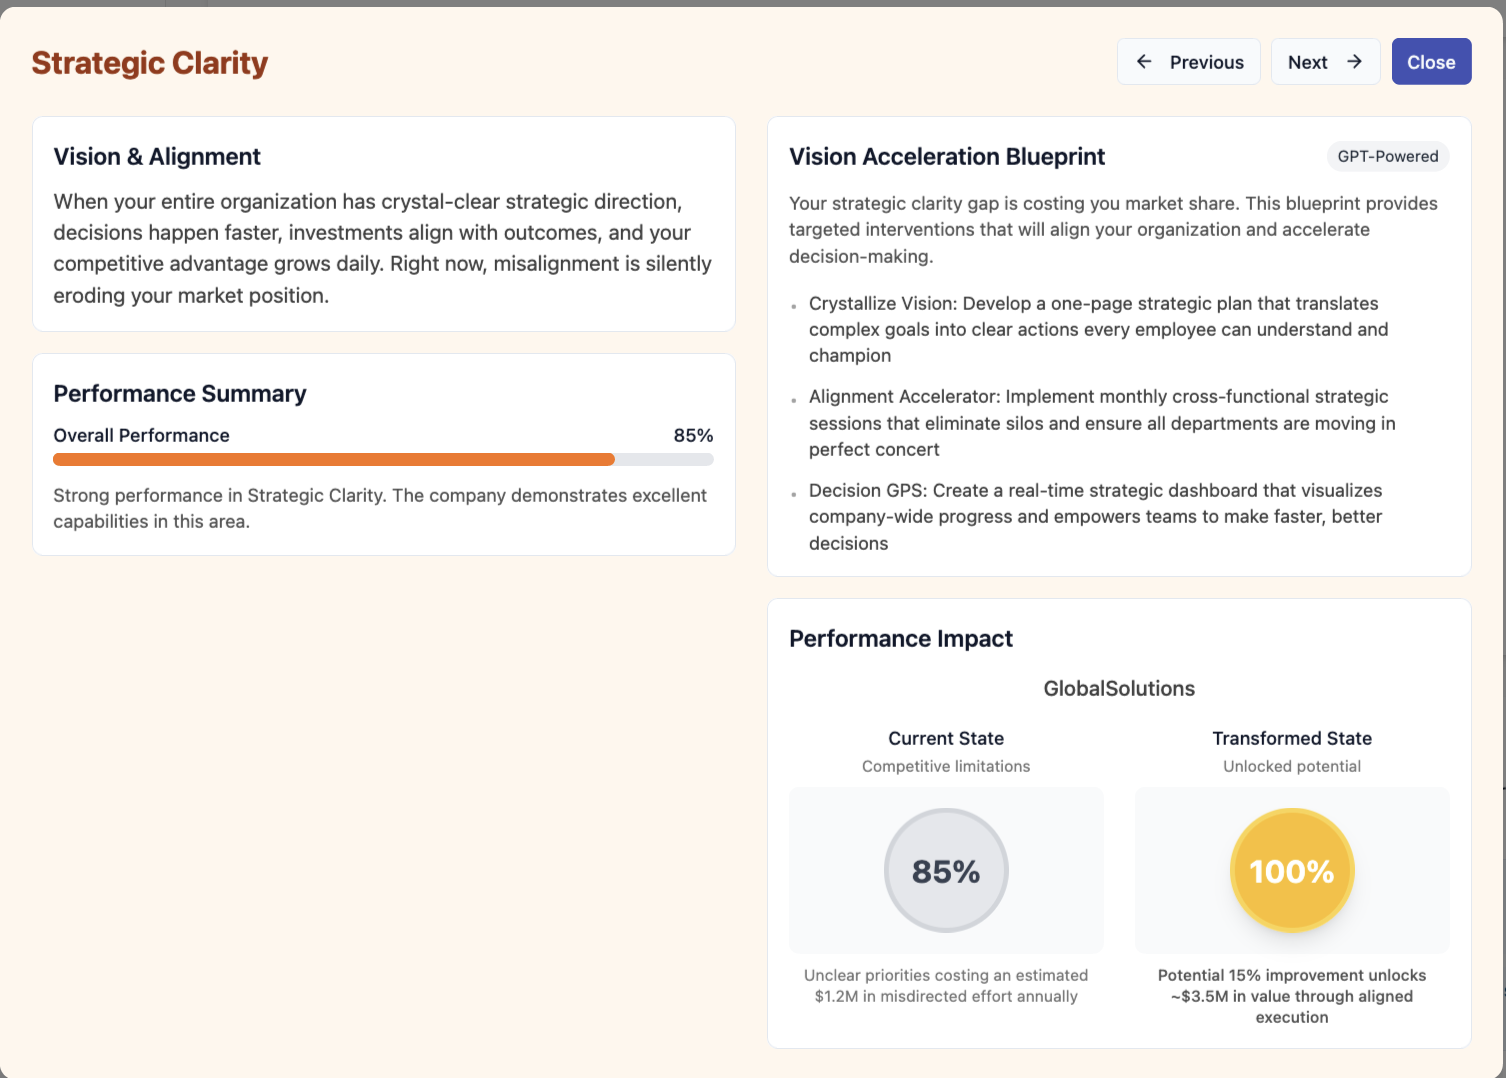 Strategic Clarity
Previous
Next
Close
Vision & Alignment
When your entire organization has crystal-clear strategic direction,
decisions happen faster, investments align with outcomes, and your
competitive advantage grows daily. Right now, misalignment is silently
eroding your market position.
Performance Summary
Overall Performance 85%
Strong performance in Strategic Clarity. The company demonstrates excellent
capabilities in this area.
Vision Acceleration Blueprint
GPT-Powered
Your strategic clarity gap is costing you market share. This blueprint provides
targeted interventions that will align your organization and accelerate
decision-making.
Crystallize Vision: Develop a one-page strategic plan that translates
complex goals into clear actions every employee can understand and
champion
Alignment Accelerator: Implement monthly cross-functional strategic
sessions that eliminate silos and ensure all departments are moving in
perfect concert
Decision GPS: Create a real-time strategic dashboard that visualizes
company-wide progress and empowers teams to make faster, better
decisions
Performance Impact
GlobalSolutions
Current State
Competitive limitations
85%
Unclear priorities costing an estimated
$1.2M in misdirected effort annually
Transformed State
Unlocked potential
100%
Potential 15% improvement unlocks
~$3.5M in value through aligned
execution